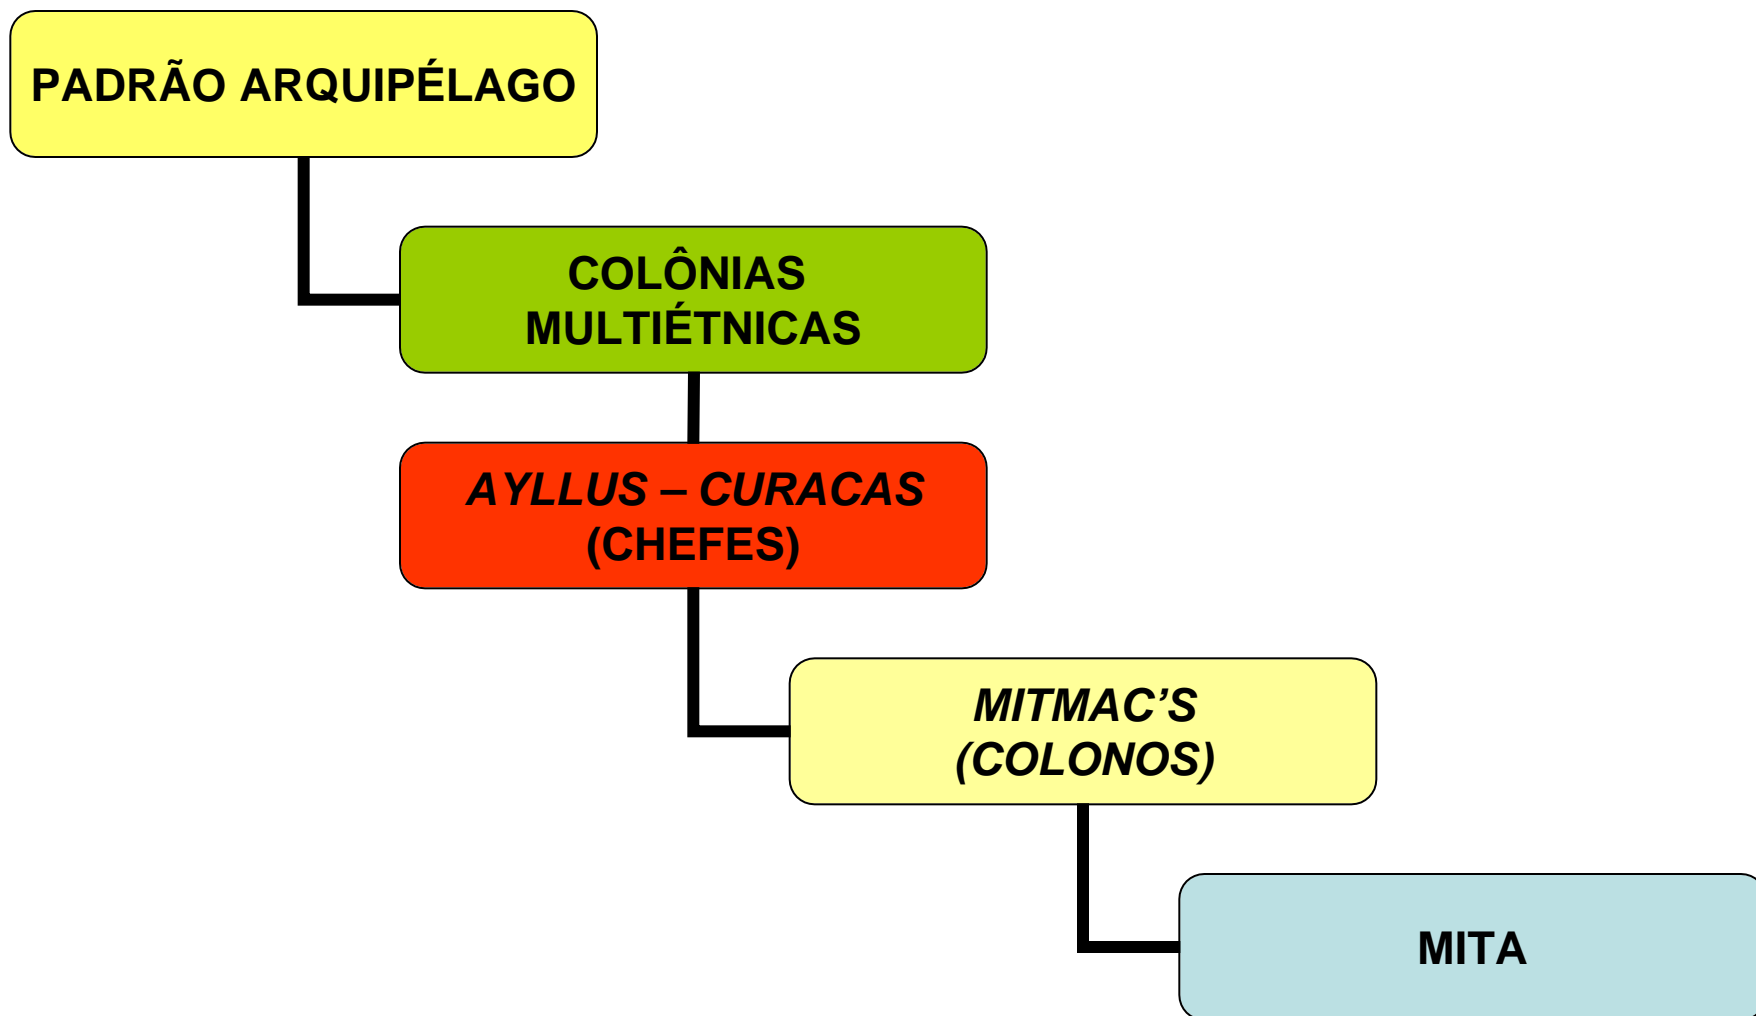 PADRÃO ARQUIPÉLAGO
COLÔNIAS
MULTIÉTNICAS
AYLLUS – CURACAS
(CHEFES)
MITMAC’S
(COLONOS)
MITA